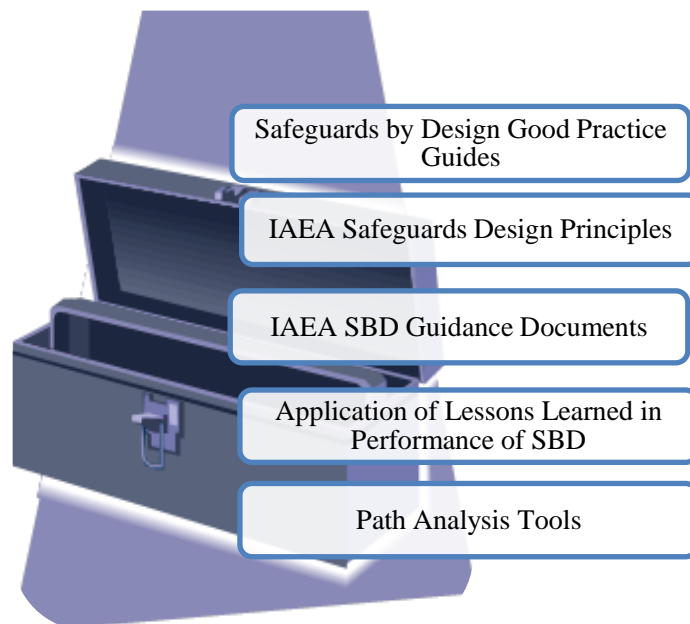 Safeguards by Design Good Practice
Guides
IAEA Safeguards Design Principles
IAEA SBD Guidance Documents
Application of Lessons Learned in
Performance of SBD
Path Analysis Tools